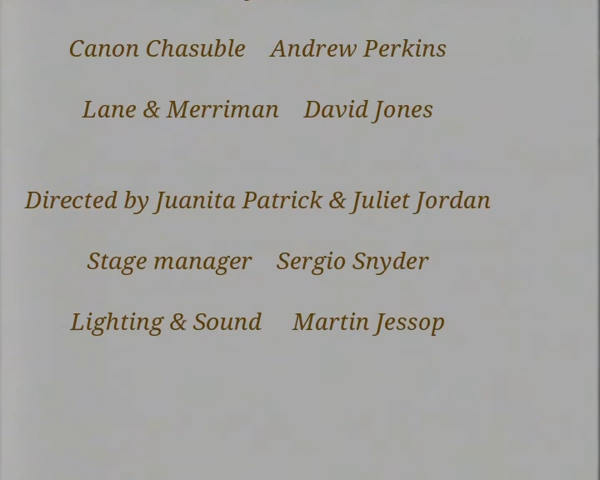 Canon Chasuble Andrew Perkins
Lane & Merriman David Jones
Directed by Juanita Patrick & Juliet Jordan
Stage manager Sergio Snyder
Lighting & Sound Martin Jessop